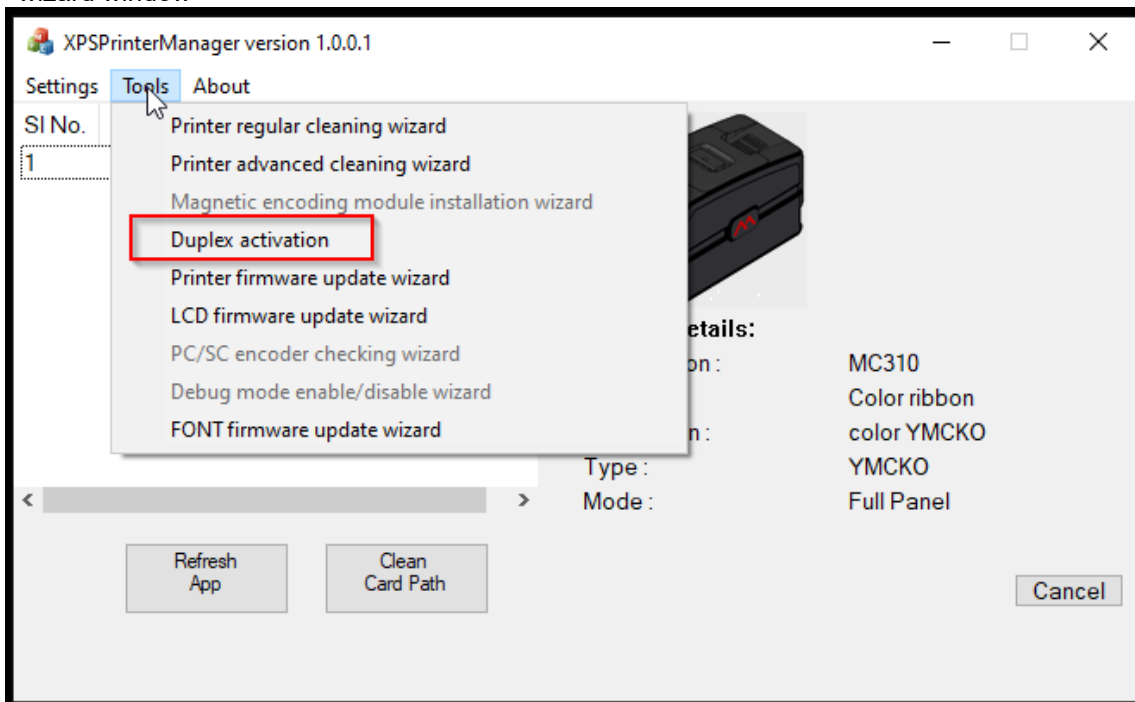 XPSPrinterManager version 1.0.0.1
Settings Tools About
SI No.
1
Printer regular cleaning wizard
Printer advanced cleaning wizard
Magnetic encoding module installation wizard
Duplex activation
Printer firmware update wizard
LCD firmware update wizard
PC/SC encoder checking wizard
Debug mode enable/disable wizard
FONT firmware update wizard
etails:
on : MC310
Color ribbon
n : color YMCKO
Type : YMCKO
Mode : Full Panel
Refresh
App
Clean
Card Path
Cancel